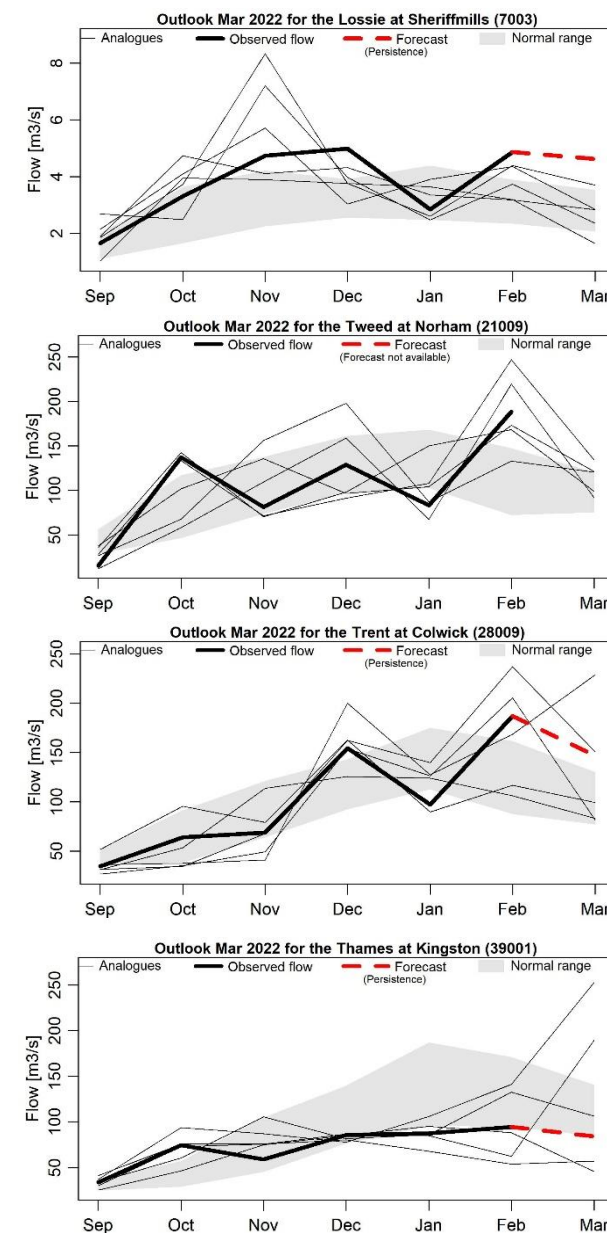 Outlook Mar 2022 for the Lossie at Sheriffmills (7003)
Analogues Observed flow Forecast Normal range
(Persistence)
Flow [m3/s]
8
6
4
2
Sep Oct Nov Dec Jan Feb Mar
Outlook Mar 2022 for the Tweed at Norham (21009)
Analogues Observed flow Forecast Normal range
(Forecast not available)
Flow [m3/s]
250
200
150
100
50
Sep Oct Nov Dec Jan Feb Mar
Outlook Mar 2022 for the Trent at Colwick (28009)
Analogues Observed flow Forecast Normal range
(Persistence)
Flow [m3/s]
250
200
150
100
50
Sep Oct Nov Dec Jan Feb Mar
Outlook Mar 2022 for the Thames at Kingston (39001)
Analogues Observed flow Forecast Normal range
(Persistence)
Flow [m3/s]
250
200
150
100
50
Sep Oct Nov Dec Jan Feb Mar